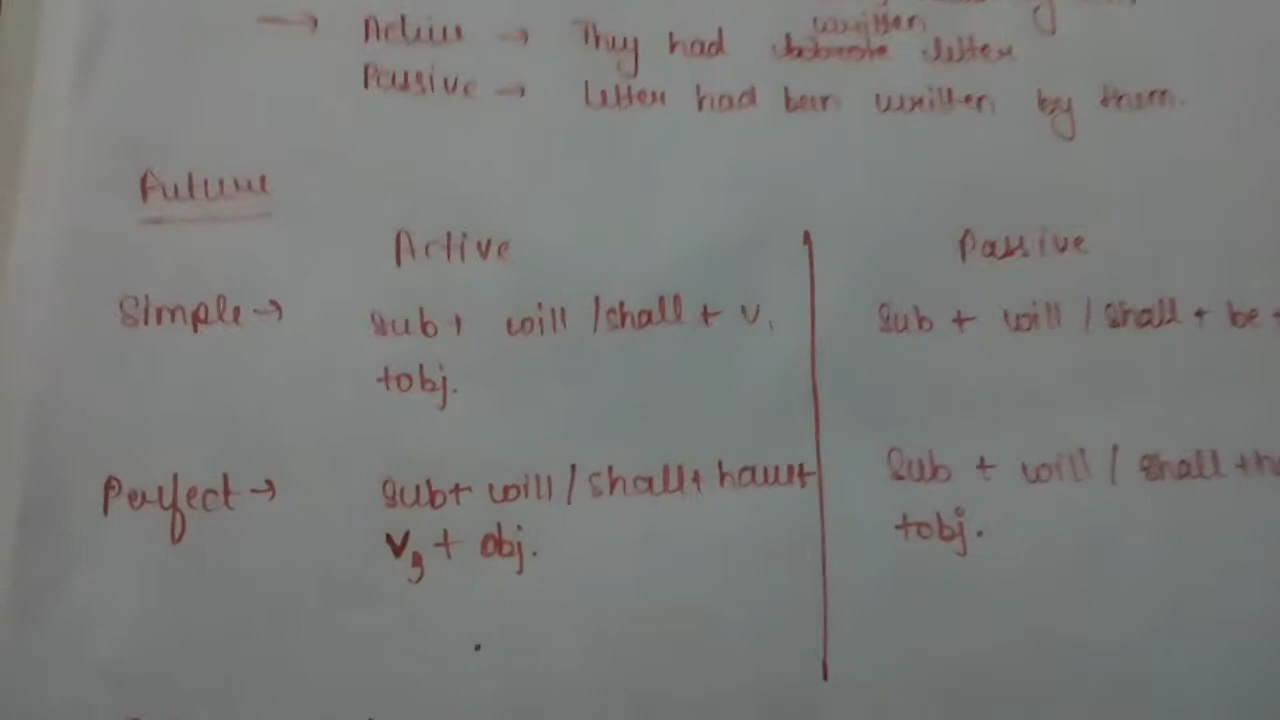 → Active → They had written letter
Passive → letter had been written by them.
Future
Active Passive
Simple → Sub + will / shall + v1 Sub + will / shall + be +
+obj.
Perfect → Sub + will / shall + have + Sub + will / shall + h
V3 + obj. +obj.